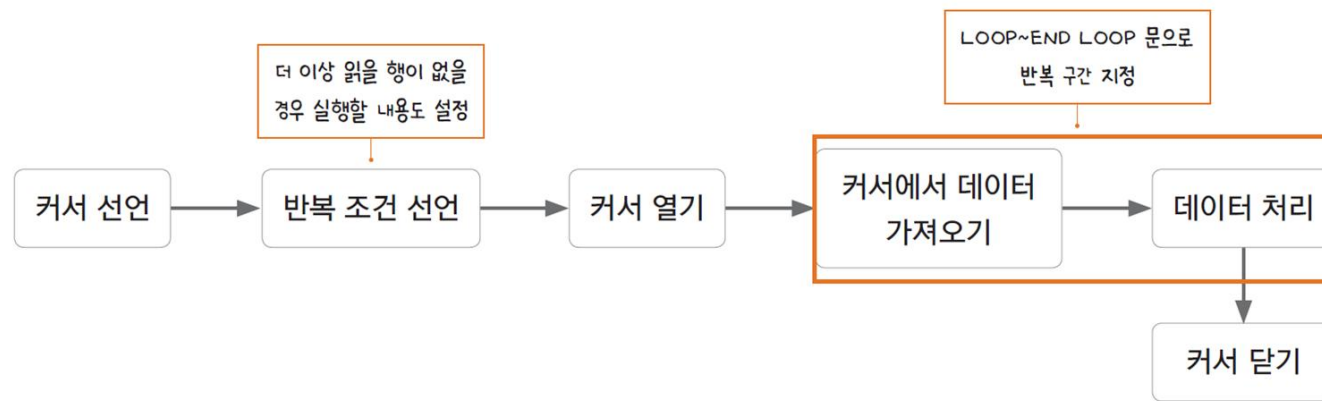 더 이상 읽을 행이 없을
경우 실행할 내용도 설정
LOOP~END LOOP 문으로
반복 구간 지정
커서 선언
반복 조건 선언
커서 열기
커서에서 데이터
가져오기
데이터 처리
커서 닫기